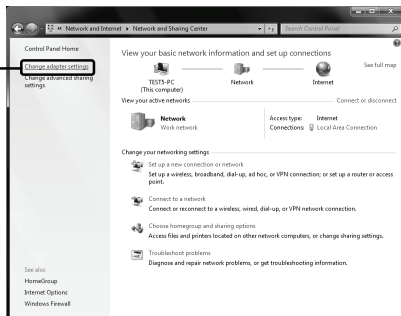 « Network and Internet ▸ Network and Sharing Center
Search Control Panel
Control Panel Home
Change adapter settings
Change advanced sharing
settings
See also
HomeGroup
Internet Options
Windows Firewall
View your basic network information and set up connections
See full map
TEST5-PC
(This computer)
Network
Internet
View your active networks
Connect or disconnect
Network
Work network
Access type: Internet
Connections: Local Area Connection
Change your networking settings
Set up a new connection or network
Set up a wireless, broadband, dial-up, ad hoc, or VPN connection; or set up a router or access
point.
Connect to a network
Connect or reconnect to a wireless, wired, dial-up, or VPN network connection.
Choose homegroup and sharing options
Access files and printers located on other network computers, or change sharing settings.
Troubleshoot problems
Diagnose and repair network problems, or get troubleshooting information.